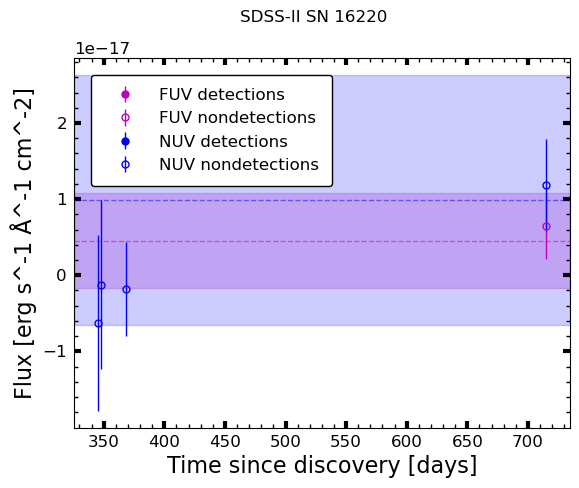 SDSS-II SN 16220
1e−17
FUV detections
FUV nondetections
NUV detections
NUV nondetections
2
1
0
−1
Flux [erg s^-1 Å^-1 cm^-2]
350 400 450 500 550 600 650 700
Time since discovery [days]